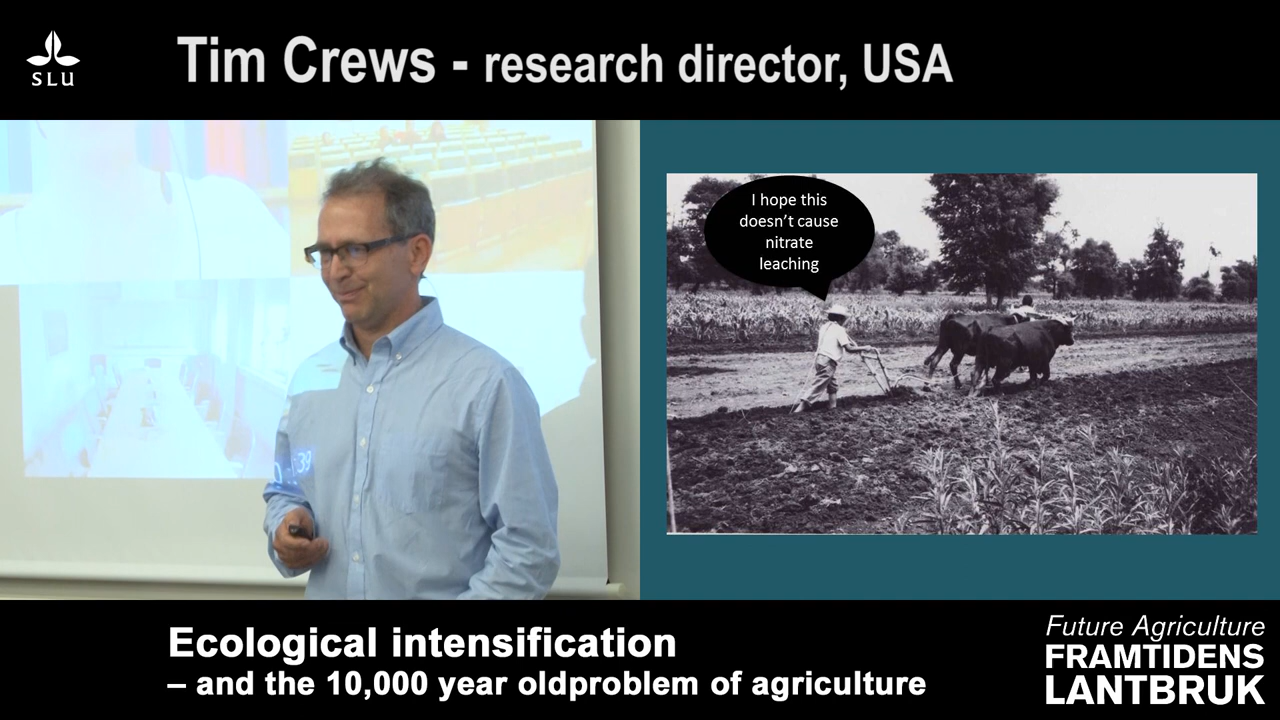 SLU
Tim Crews - research director, USA
I hope this
doesn't cause
nitrate
leaching
Ecological intensification
– and the 10,000 year oldproblem of agriculture
Future Agriculture
FRAMTIDENS
LANTBRUK